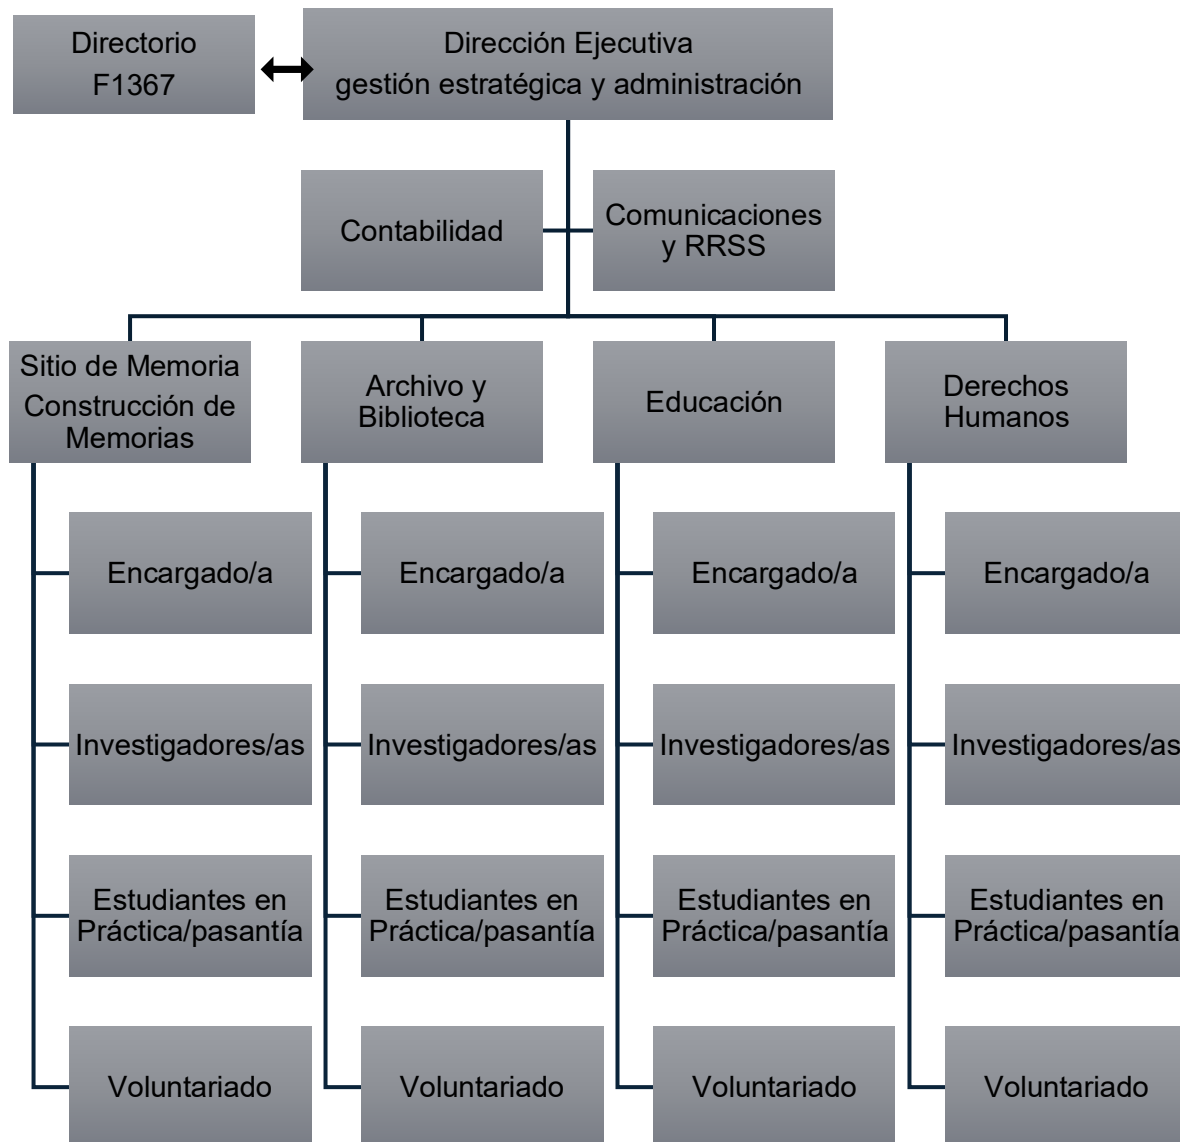 Directorio
F1367
Dirección Ejecutiva
gestión estratégica y administración
Contabilidad
Comunicaciones
y RRSS
Sitio de Memoria
Construcción de
Memorias
Archivo y
Biblioteca
Educación
Derechos
Humanos
Encargado/a
Encargado/a
Encargado/a
Encargado/a
Investigadores/as
Investigadores/as
Investigadores/as
Investigadores/as
Estudiantes en
Práctica/pasantía
Estudiantes en
Práctica/pasantía
Estudiantes en
Práctica/pasantía
Estudiantes en
Práctica/pasantía
Voluntariado
Voluntariado
Voluntariado
Voluntariado